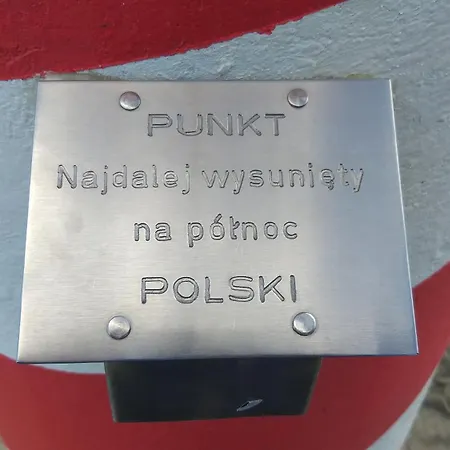 PUNKT
Najdalej wysunięty
na północ
POLSKI